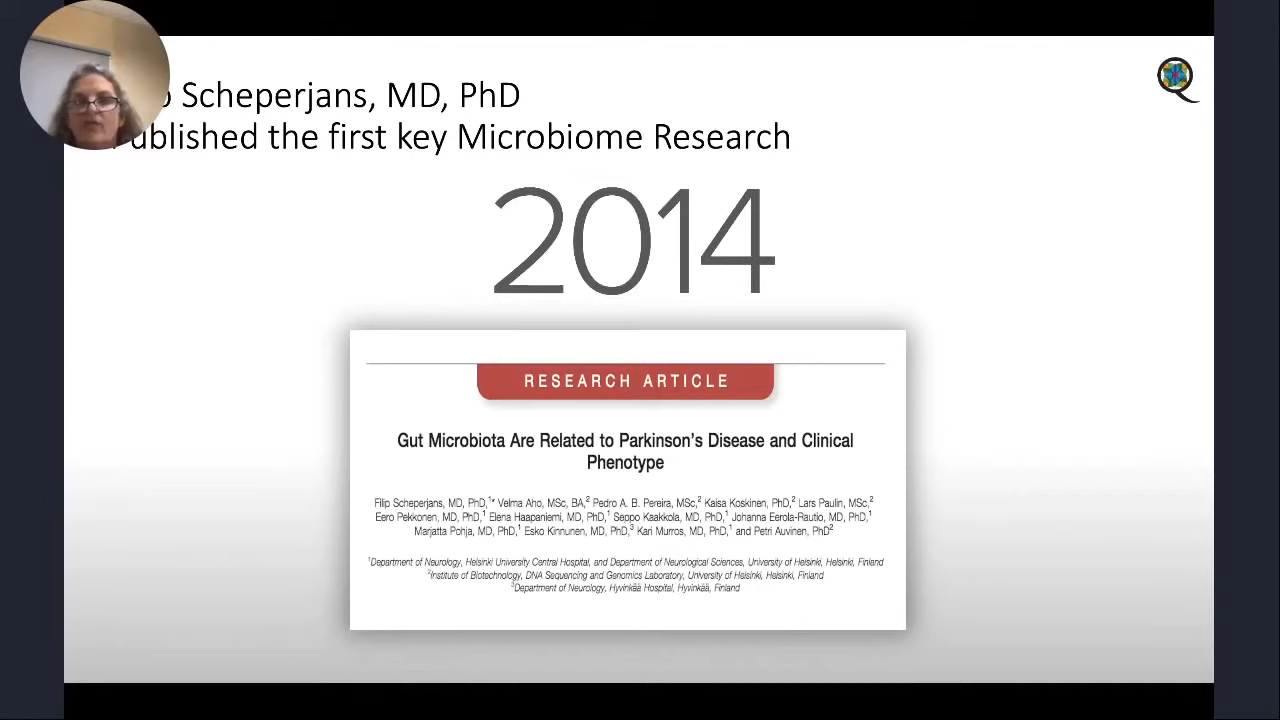 Scheperjans, MD, PhD
Published the first key Microbiome Research
2014
RESEARCH ARTICLE
Gut Microbiota Are Related to Parkinson's Disease and Clinical
Phenotype
Filip Scheperjans, MD, PhD,1* Velma Aho, MSc, BA,2 Pedro A. B. Pereira, MSc,2 Kaisa Koskinen, PhD,2 Lars Paulin, MSc,2
Eero Pekkonen, MD, PhD,1 Elena Haapaniemi, MD, PhD,1 Seppo Kaakkola, MD, PhD,1 Johanna Eerola-Rautio, MD, PhD,1
Marjatta Pohja, MD, PhD,1 Esko Kinnunen, MD, PhD,3 Kari Murros, MD, PhD,1 and Petri Auvinen, PhD2
1Department of Neurology, Helsinki University Central Hospital, and Department of Neurological Sciences, University of Helsinki, Helsinki, Finland
2Institute of Biotechnology, DNA Sequencing and Genomics Laboratory, University of Helsinki, Helsinki, Finland
3Department of Neurology, Hyvinkää Hospital, Hyvinkää, Finland